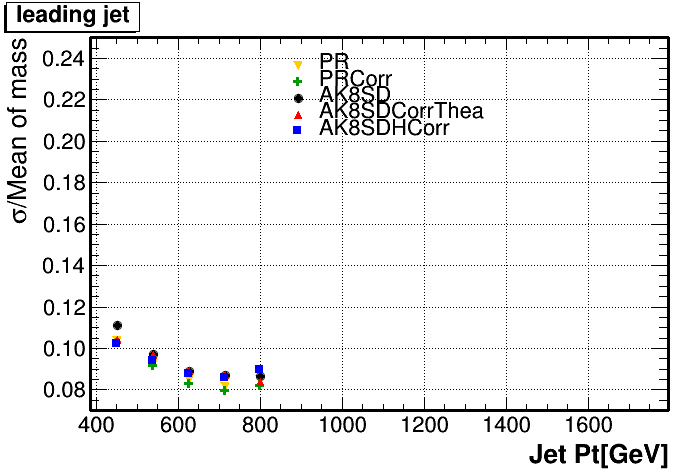 leading jet
σ/Mean of mass
0.24
0.22
0.20
0.18
0.16
0.14
0.12
0.10
0.08
PR
PRCorr
AK8SD
AK8SDCorrThea
AK8SDHCorr
400 600 800 1000 1200 1400 1600
Jet Pt[GeV]